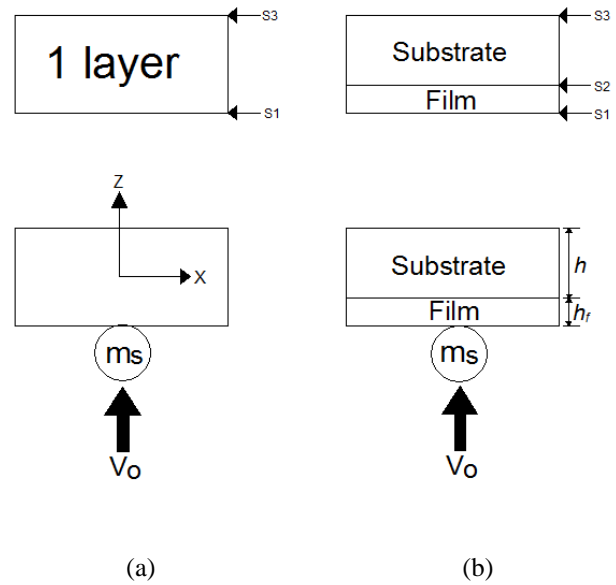 1 layer
S3
S1
Substrate
Film
S3
S2
S1
Z
X
ms
Vo
Substrate
Film
h
hf
ms
Vo
(a)
(b)